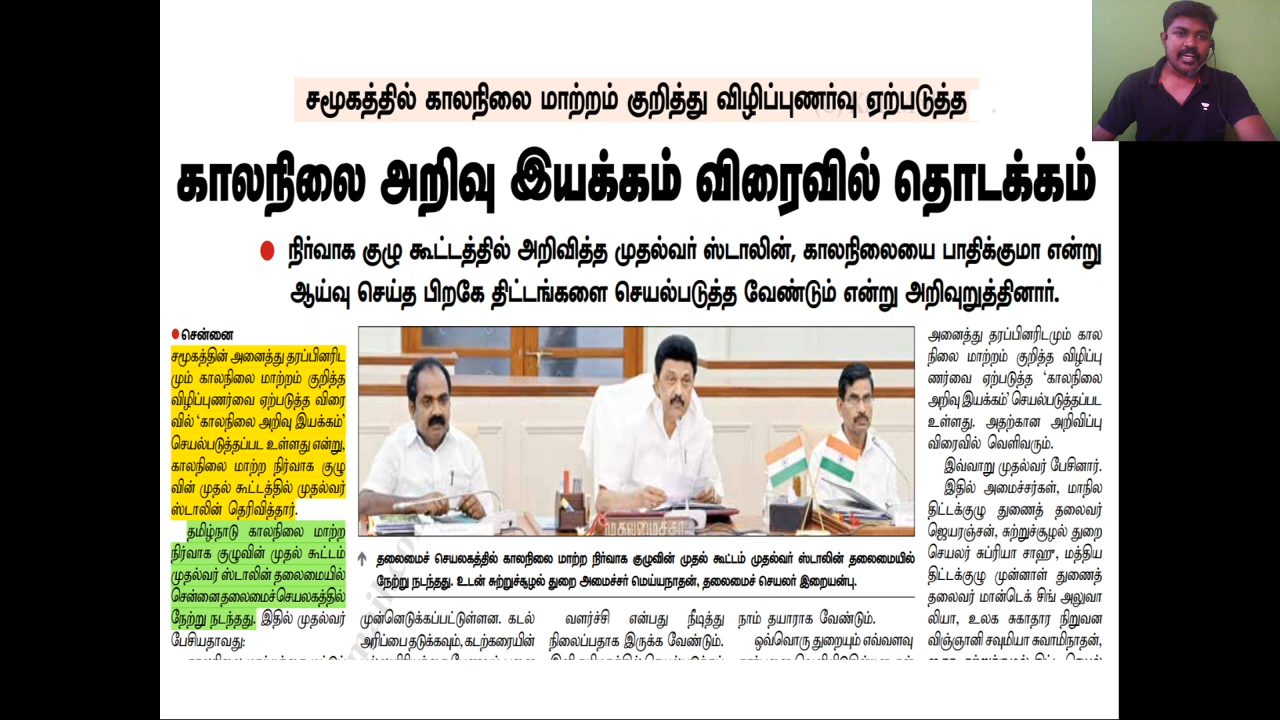 சமூகத்தில் காலநிலை மாற்றம் குறித்து விழிப்புணர்வு ஏற்படுத்த
காலநிலை அறிவு இயக்கம் விரைவில் தொடக்கம்
● நிர்வாக குழு கூட்டத்தில் அறிவித்த முதல்வர் ஸ்டாலின், காலநிலையை பாதிக்குமா என்று
ஆய்வு செய்த பிறகே திட்டங்களை செயல்படுத்த வேண்டும் என்று அறிவுறுத்தினார்.
●சென்னை
சமூகத்தின் அனைத்து தரப்பினரிட
மும் காலநிலை மாற்றம் குறித்த
விழிப்புணர்வை ஏற்படுத்த விரை
வில் ‘காலநிலை அறிவு இயக்கம்’
செயல்படுத்தப்பட உள்ளது என்று,
காலநிலை மாற்ற நிர்வாக குழு
வின் முதல் கூட்டத்தில் முதல்வர்
ஸ்டாலின் தெரிவித்தார்.
தமிழ்நாடு காலநிலை மாற்ற
நிர்வாக குழுவின் முதல் கூட்டம்
முதல்வர் ஸ்டாலின் தலைமையில்
சென்னை தலைமைச் செயலகத்தில்
நேற்று நடந்தது. இதில் முதல்வர்
பேசியதாவது:
முதலமைச்சர்
தலைமைச் செயலகத்தில் காலநிலை மாற்ற நிர்வாக குழுவின் முதல் கூட்டம் முதல்வர் ஸ்டாலின் தலைமையில்
நேற்று நடந்தது. உடன் சுற்றுச்சூழல் துறை அமைச்சர் மெய்யநாதன், தலைமைச் செயலர் இறையன்பு.
முன்னெடுக்கப்பட்டுள்ளன. கடல்
அரிப்பை தடுக்கவும், கடற்கரையின்
வளர்ச்சி என்பது நீடித்து
நிலைப்பதாக இருக்க வேண்டும்.
நாம் தயாராக வேண்டும்.
ஒவ்வொரு துறையும் எவ்வளவு
அனைத்து தரப்பினரிடமும் கால
நிலை மாற்றம் குறித்த விழிப்பு
ணர்வை ஏற்படுத்த ‘காலநிலை
அறிவு இயக்கம்’ செயல்படுத்தப்பட
உள்ளது. அதற்கான அறிவிப்பு
விரைவில் வெளிவரும்.
இவ்வாறு முதல்வர் பேசினார்.
இதில் அமைச்சர்கள், மாநில
திட்டக்குழு துணைத் தலைவர்
ஜெயரஞ்சன், சுற்றுச்சூழல் துறை
செயலர் சுப்ரியா சாஹு, மத்திய
திட்டக்குழு முன்னாள் துணைத்
தலைவர் மான்டெக் சிங் அலுவா
லியா, உலக சுகாதார நிறுவன
விஞ்ஞானி சவுமியா சுவாமிநாதன்,